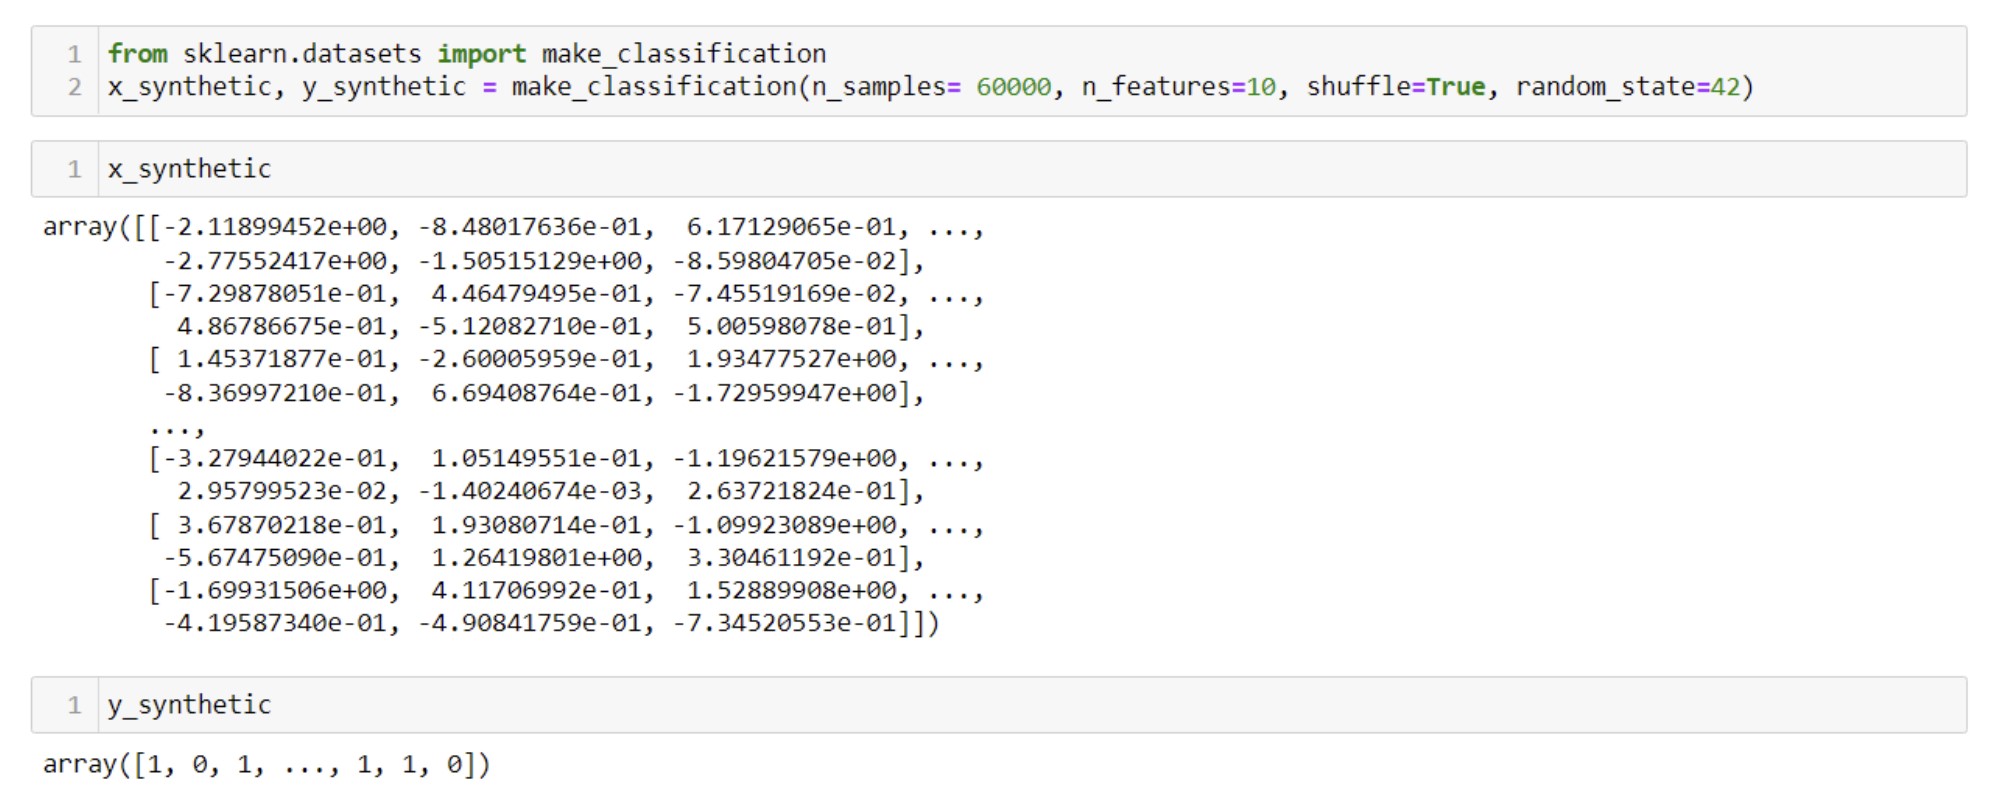 1 from sklearn.datasets import make_classification
2 x_synthetic, y_synthetic = make_classification(n_samples= 60000, n_features=10, shuffle=True, random_state=42)
1 x_synthetic
array([[-2.11899452e+00, -8.48017636e-01,  6.17129065e-01, ...,
        -2.77552417e+00, -1.50515129e+00, -8.59804705e-02],
       [-7.29878051e-01,  4.46479495e-01, -7.45519169e-02, ...,
         4.86786675e-01, -5.12082710e-01,  5.00598078e-01],
       [ 1.45371877e-01, -2.60005959e-01,  1.93477527e+00, ...,
        -8.36997210e-01,  6.69408764e-01, -1.72959947e+00],
       ...,
       [-3.27944022e-01,  1.05149551e-01, -1.19621579e+00, ...,
         2.95799523e-02, -1.40240674e-03,  2.63721824e-01],
       [ 3.67870218e-01,  1.93080714e-01, -1.09923089e+00, ...,
        -5.67475090e-01,  1.26419801e+00,  3.30461192e-01],
       [-1.69931506e+00,  4.11706992e-01,  1.52889908e+00, ...,
        -4.19587340e-01, -4.90841759e-01, -7.34520553e-01]])
1 y_synthetic
array([1, 0, 1, ..., 1, 1, 0])